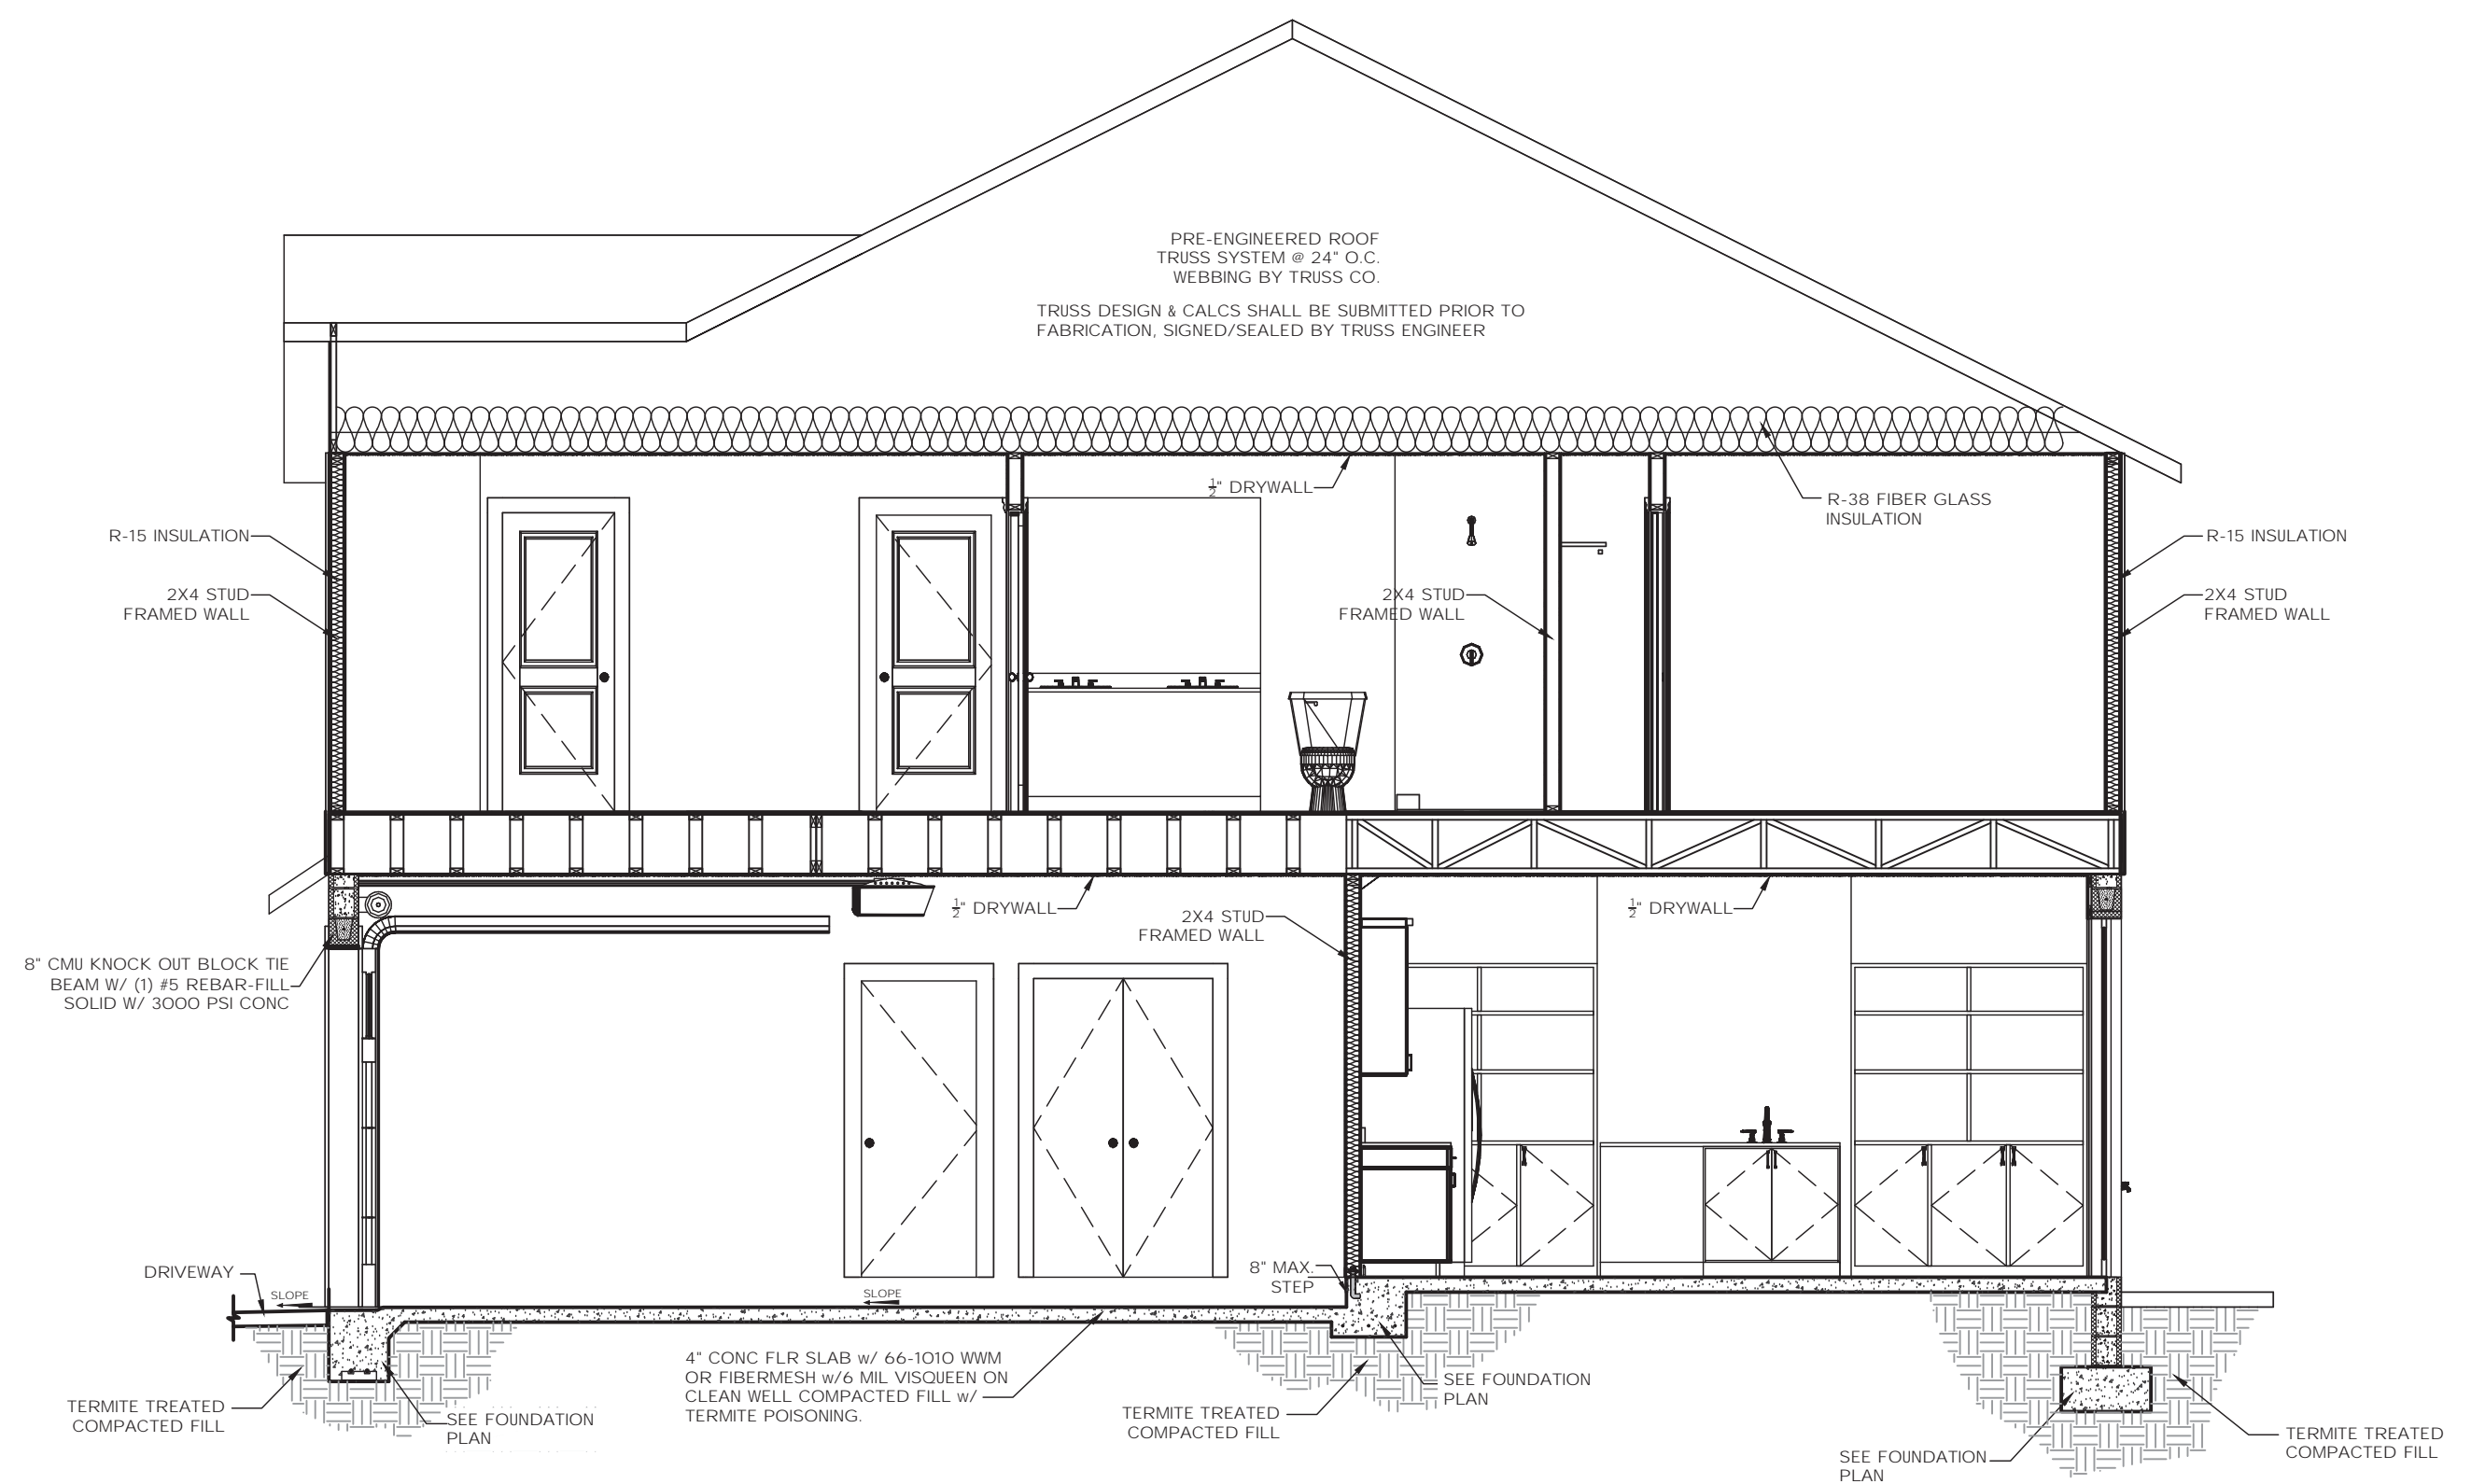 PRE-ENGINEERED ROOF
TRUSS SYSTEM @ 24" O.C.
WEBBING BY TRUSS CO.
TRUSS DESIGN & CALCS SHALL BE SUBMITTED PRIOR TO
FABRICATION, SIGNED/SEALED BY TRUSS ENGINEER
½" DRYWALL
R-38 FIBER GLASS
INSULATION
R-15 INSULATION
R-15 INSULATION
2X4 STUD
FRAMED WALL
2X4 STUD
FRAMED WALL
2X4 STUD
FRAMED WALL
½" DRYWALL
2X4 STUD
FRAMED WALL
½" DRYWALL
8" CMU KNOCK OUT BLOCK TIE
BEAM W/ (1) #5 REBAR-FILL
SOLID W/ 3000 PSI CONC
DRIVEWAY
SLOPE
SLOPE
8" MAX.
STEP
4" CONC FLR SLAB w/ 66-1010 WWM
OR FIBERMESH w/6 MIL VISQUEEN ON
CLEAN WELL COMPACTED FILL w/
TERMITE POISONING.
TERMITE TREATED
COMPACTED FILL
SEE FOUNDATION
PLAN
TERMITE TREATED
COMPACTED FILL
SEE FOUNDATION
PLAN
SEE FOUNDATION
PLAN
TERMITE TREATED
COMPACTED FILL